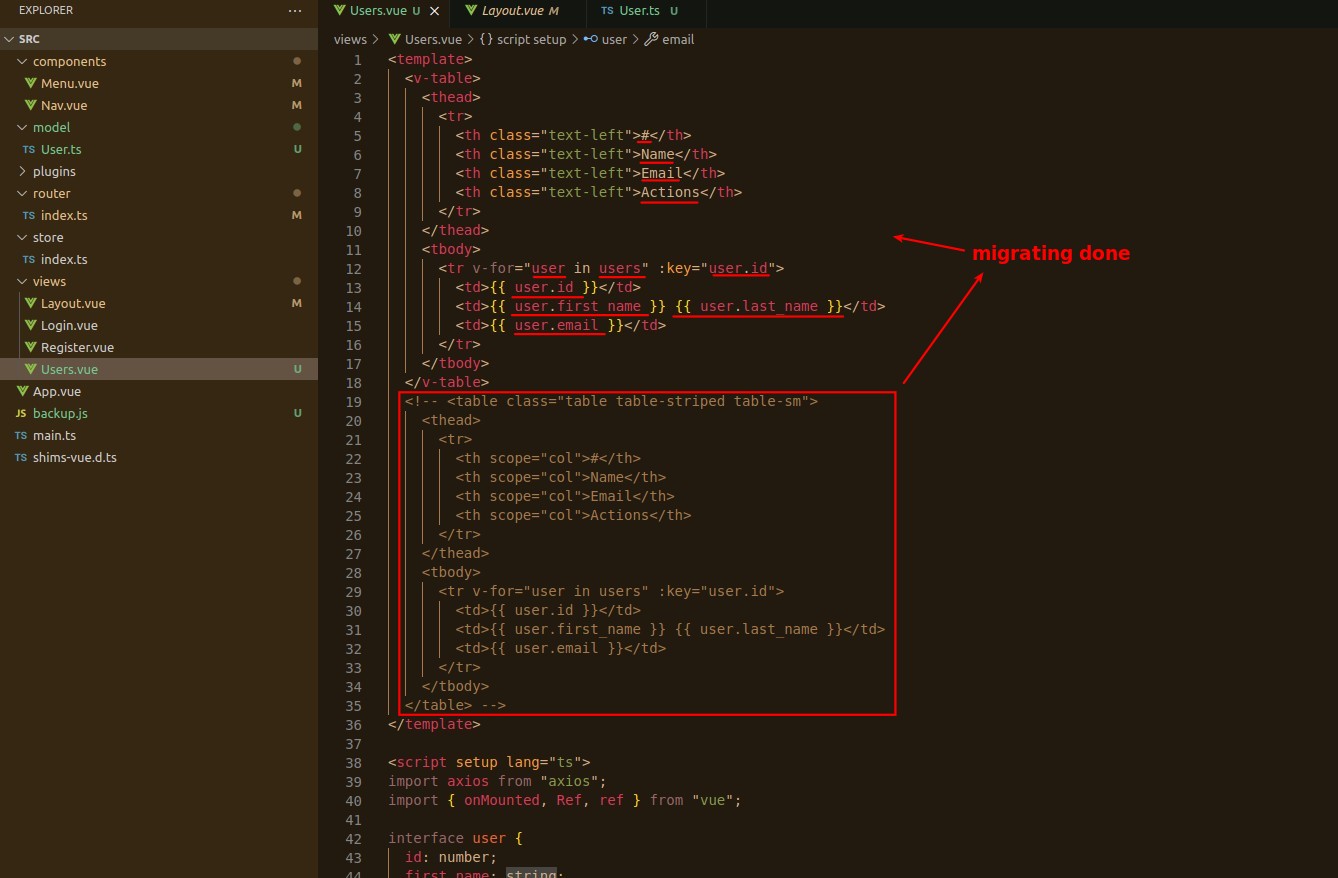 EXPLORER ···
SRC
components
Menu.vue M
Nav.vue M
model
TS User.ts U
plugins
router
TS index.ts M
store
TS index.ts
views
Layout.vue M
Login.vue
Register.vue
Users.vue U
App.vue
JS backup.js U
TS main.ts
TS shims-vue.d.ts
Users.vue U × Layout.vue M TS User.ts U
views > Users.vue > {} script setup > user > email
1 <template>
2 <v-table>
3 <thead>
4 <tr>
5 <th class="text-left">#</th>
6 <th class="text-left">Name</th>
7 <th class="text-left">Email</th>
8 <th class="text-left">Actions</th>
9 </tr>
10 </thead>
11 <tbody>
12 <tr v-for="user in users" :key="user.id">
13 <td>{{ user.id }}</td>
14 <td>{{ user.first_name }} {{ user.last_name }}</td>
15 <td>{{ user.email }}</td>
16 </tr>
17 </tbody>
18 </v-table>
19 <!-- <table class="table table-striped table-sm">
20 <thead>
21 <tr>
22 <th scope="col">#</th>
23 <th scope="col">Name</th>
24 <th scope="col">Email</th>
25 <th scope="col">Actions</th>
26 </tr>
27 </thead>
28 <tbody>
29 <tr v-for="user in users" :key="user.id">
30 <td>{{ user.id }}</td>
31 <td>{{ user.first_name }} {{ user.last_name }}</td>
32 <td>{{ user.email }}</td>
33 </tr>
34 </tbody>
35 </table> -->
36 </template>
37
38 <script setup lang="ts">
39 import axios from "axios";
40 import { onMounted, Ref, ref } from "vue";
41
42 interface user {
43 id: number;
44 first_name: string;
migrating done